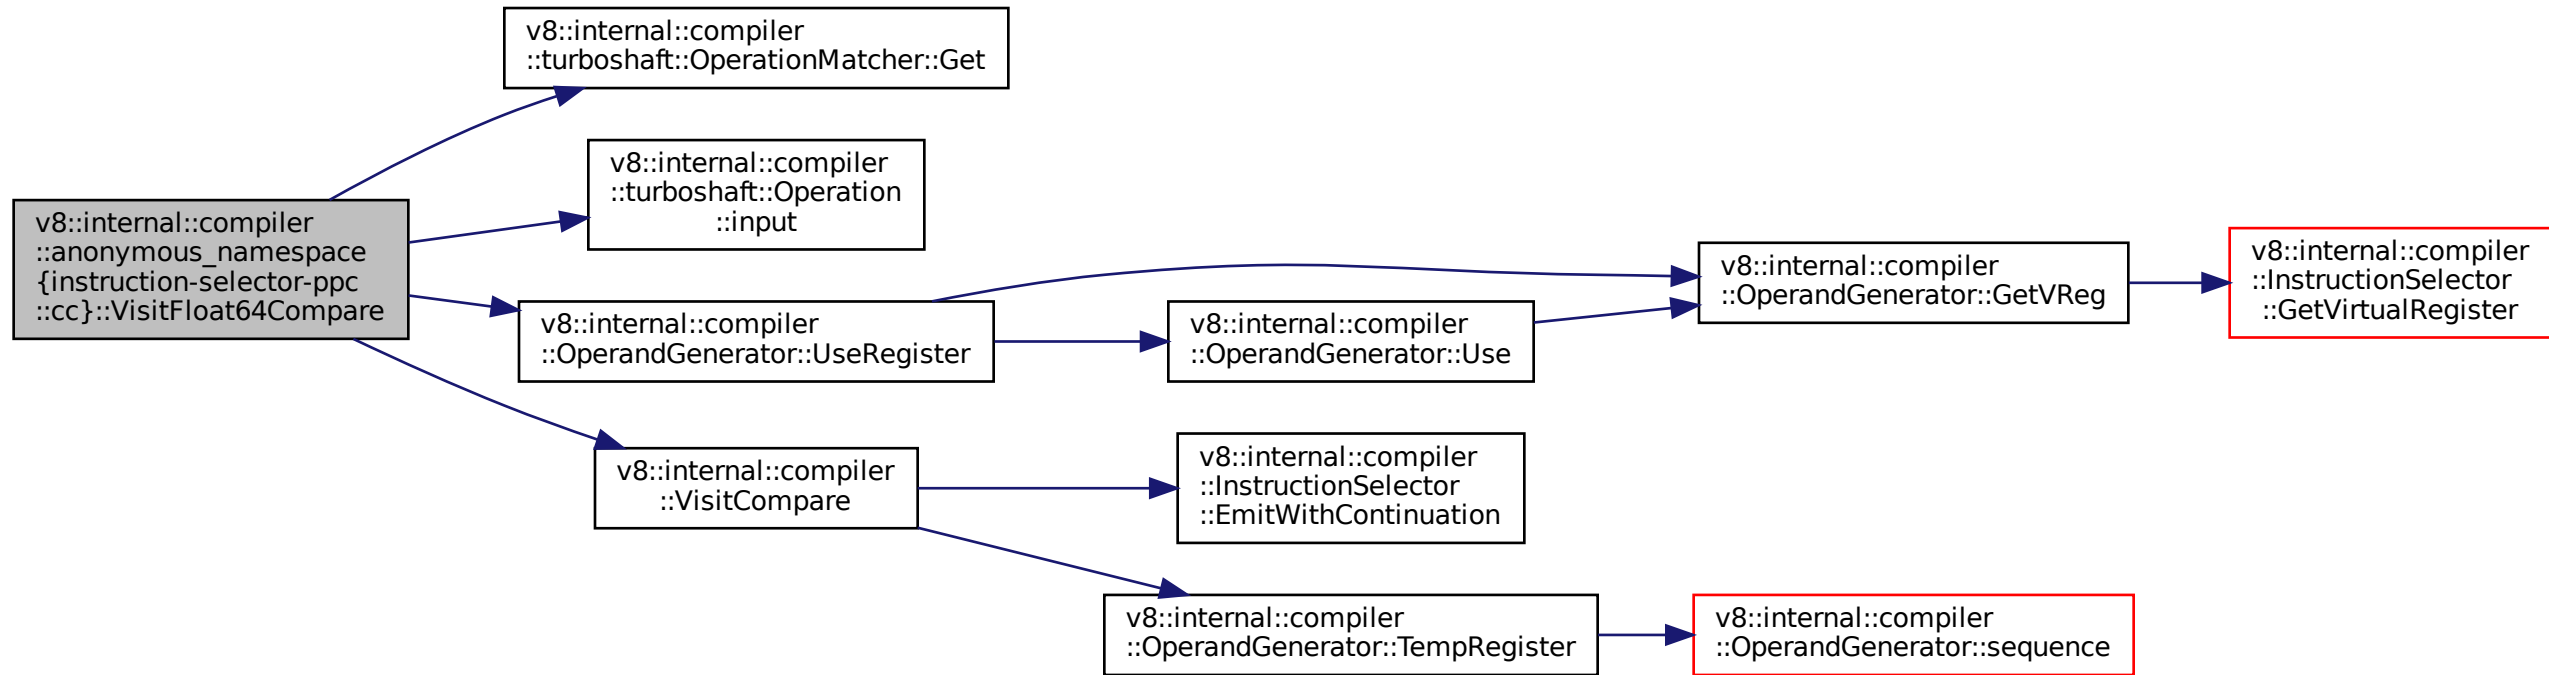 v8::internal::compiler
::anonymous_namespace
{instruction-selector-ppc
::cc}::VisitFloat64Compare
v8::internal::compiler
::turboshaft::OperationMatcher::Get
v8::internal::compiler
::turboshaft::Operation
::input
v8::internal::compiler
::OperandGenerator::UseRegister
v8::internal::compiler
::OperandGenerator::Use
v8::internal::compiler
::OperandGenerator::GetVReg
v8::internal::compiler
::InstructionSelector
::GetVirtualRegister
v8::internal::compiler
::VisitCompare
v8::internal::compiler
::InstructionSelector
::EmitWithContinuation
v8::internal::compiler
::OperandGenerator::TempRegister
v8::internal::compiler
::OperandGenerator::sequence